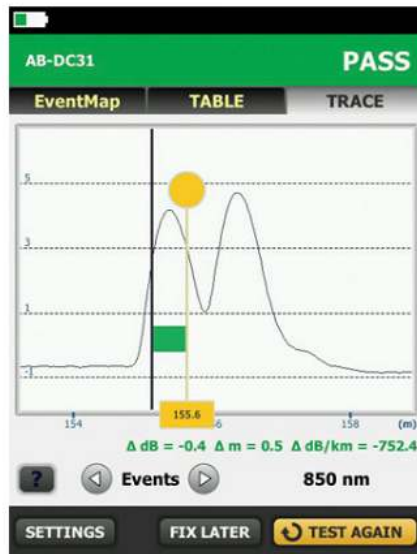 AB-DC31 PASS
EventMap TABLE TRACE
5
3
1
-1
155.6
154 56 158 (m)
Δ dB = -0.4 Δ m = 0.5 Δ dB/km = -752.4
? Events 850 nm
SETTINGS FIX LATER TEST AGAIN